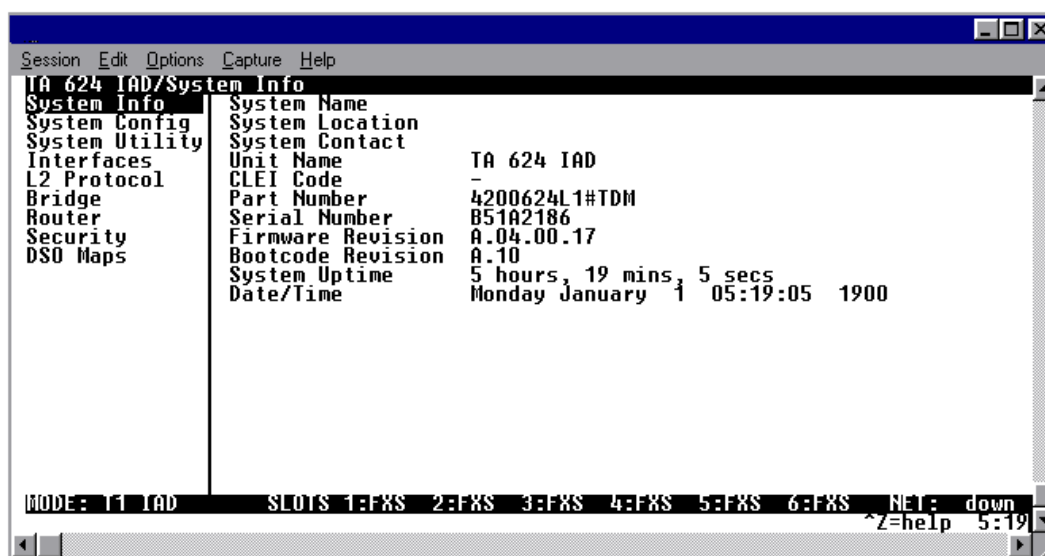 Session Edit Options Capture Help
TA 624 IAD/System Info
System Info System Name
System Config System Location
System Utility System Contact
Interfaces Unit Name TA 624 IAD
L2 Protocol CLEI Code -
Bridge Part Number 4200624L1#TDM
Router Serial Number B51A2186
Security Firmware Revision A.04.00.17
DS0 Maps Bootcode Revision A.10
System Uptime 5 hours, 19 mins, 5 secs
Date/Time Monday January 1 05:19:05 1900
MODE: T1 IAD SLOTS 1:FXS 2:FXS 3:FXS 4:FXS 5:FXS 6:FXS NET: down
^Z=help 5:19